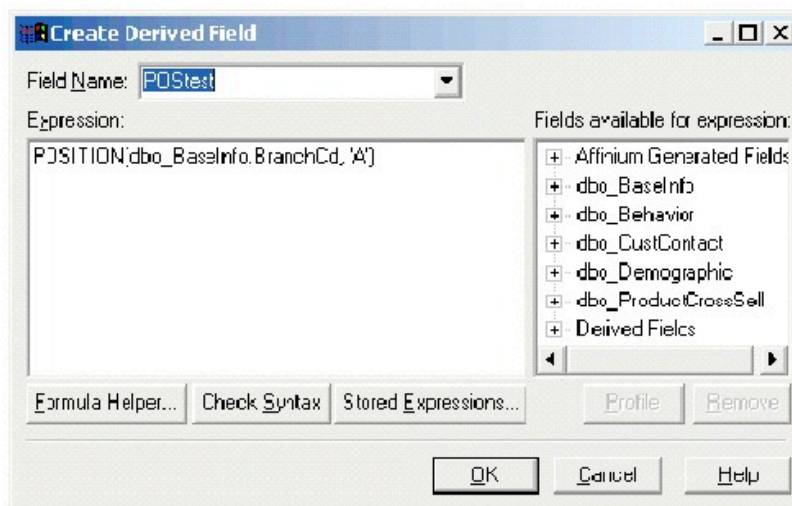 Create Derived Field
Field Name: POStest
Expression:
POSITION(dbo_BaseInfo.BranchCd, 'A')
Fields available for expression:
Affinium Generated Fields
dbo_BaseInfo
dbo_Behavior
dbo_CustContact
dbo_Demographic
dbo_ProductCrossSell
Derived Fields
Formula Helper... Check Syntax Stored Expressions... Profile Remove
OK Cancel Help